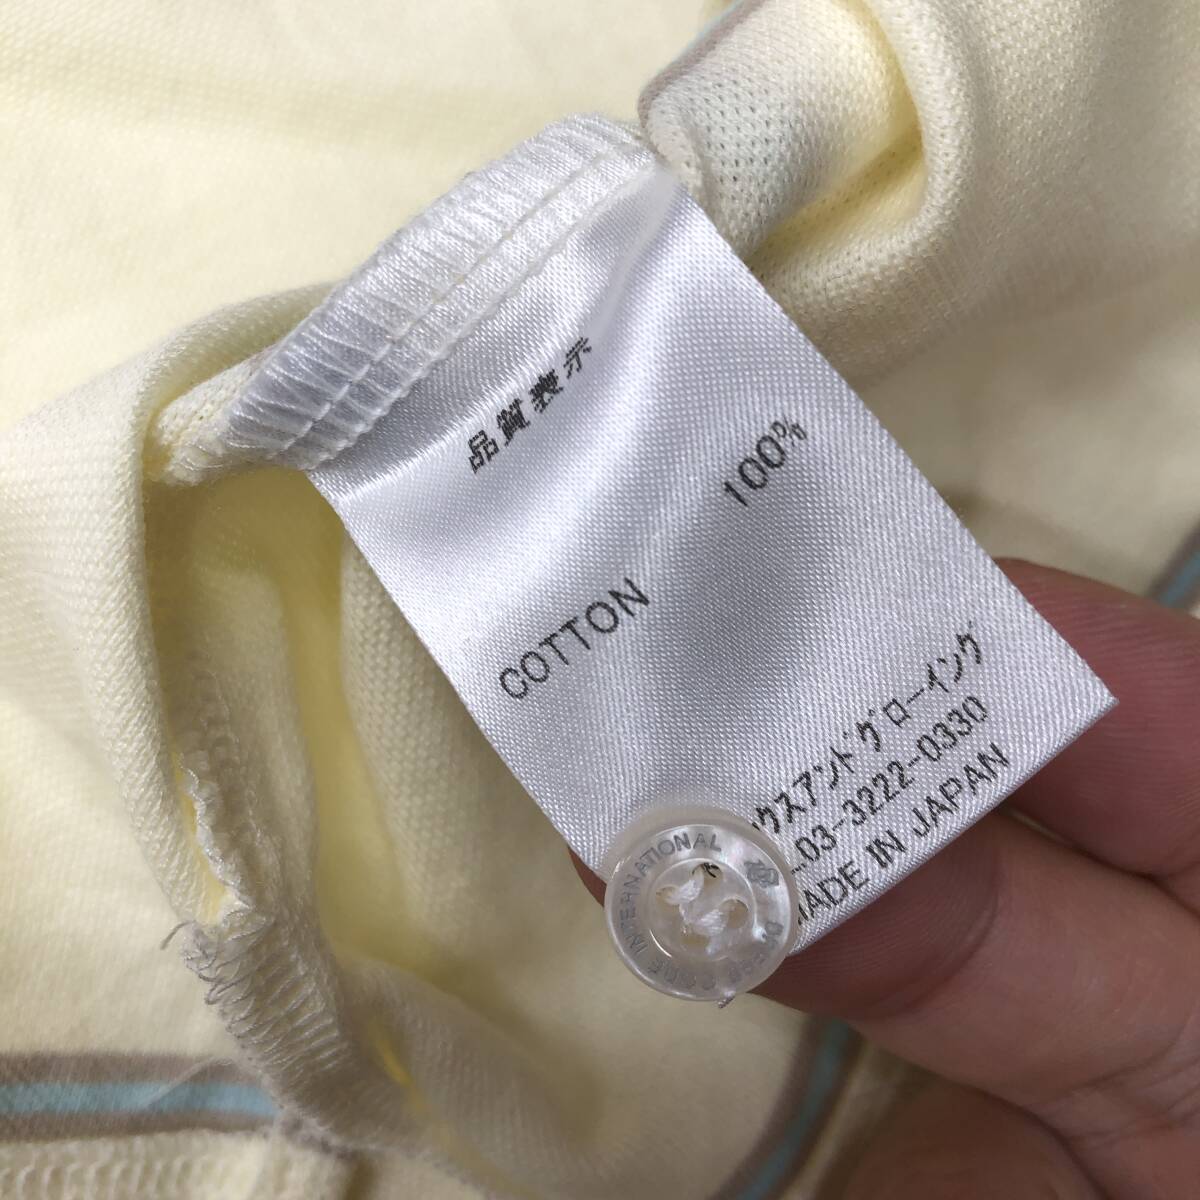 品質表示
COTTON 100%
ックスアンドグローイング
03-3222-0330
MADE IN JAPAN
INTERNATIONAL